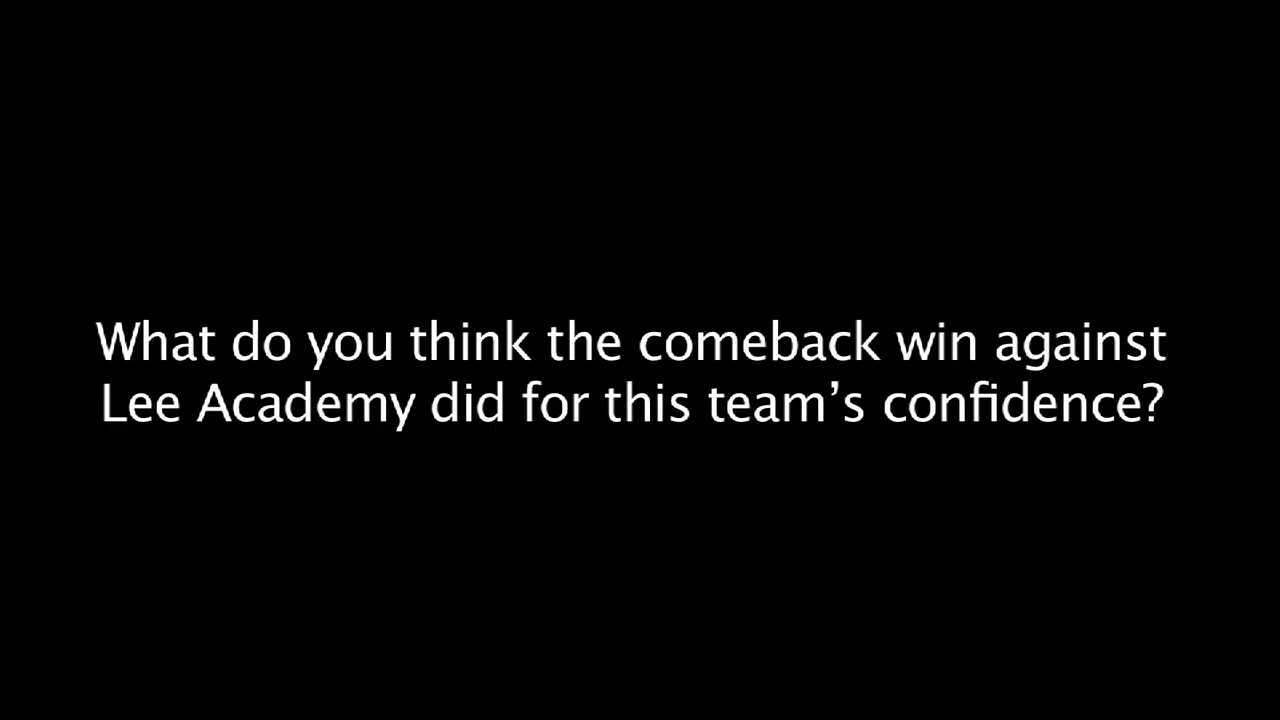 What do you think the comeback win against
Lee Academy did for this team’s confidence?